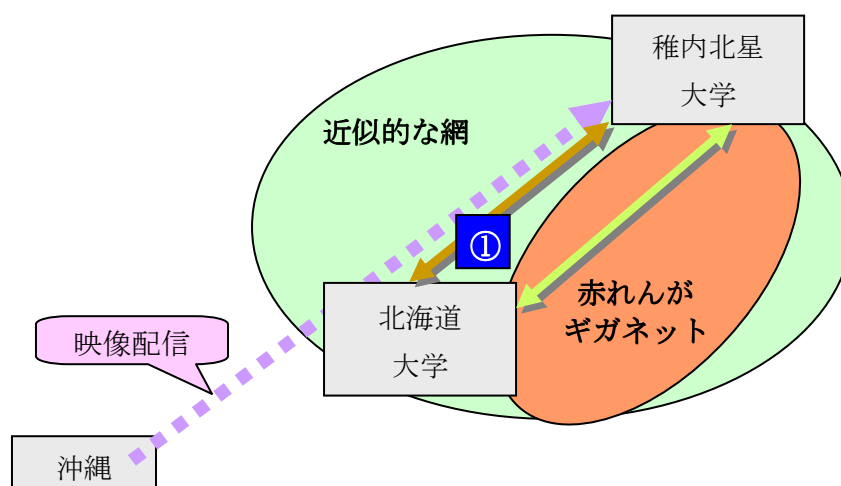 稚内北星
大学
近似的な網
①
北海道
大学
赤れんが
ギガネット
映像配信
沖縄